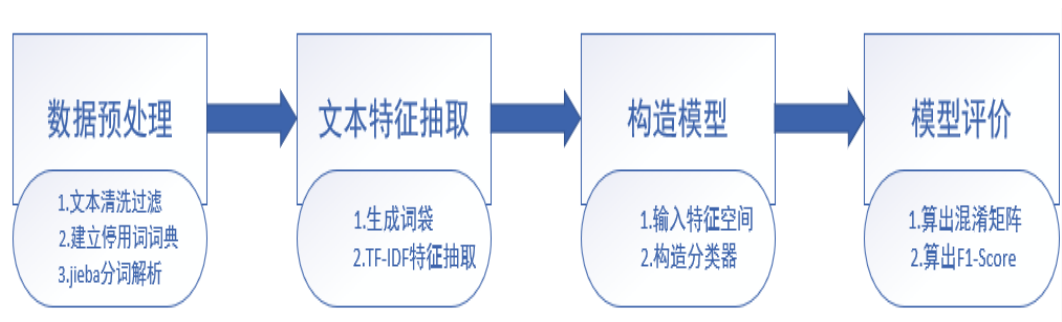 数据预处理
1.文本清洗过滤
2.建立停用词词典
3.jieba分词解析
文本特征抽取
1.生成词袋
2.TF-IDF特征抽取
构造模型
1.输入特征空间
2.构造分类器
模型评价
1.算出混淆矩阵
2.算出F1-Score